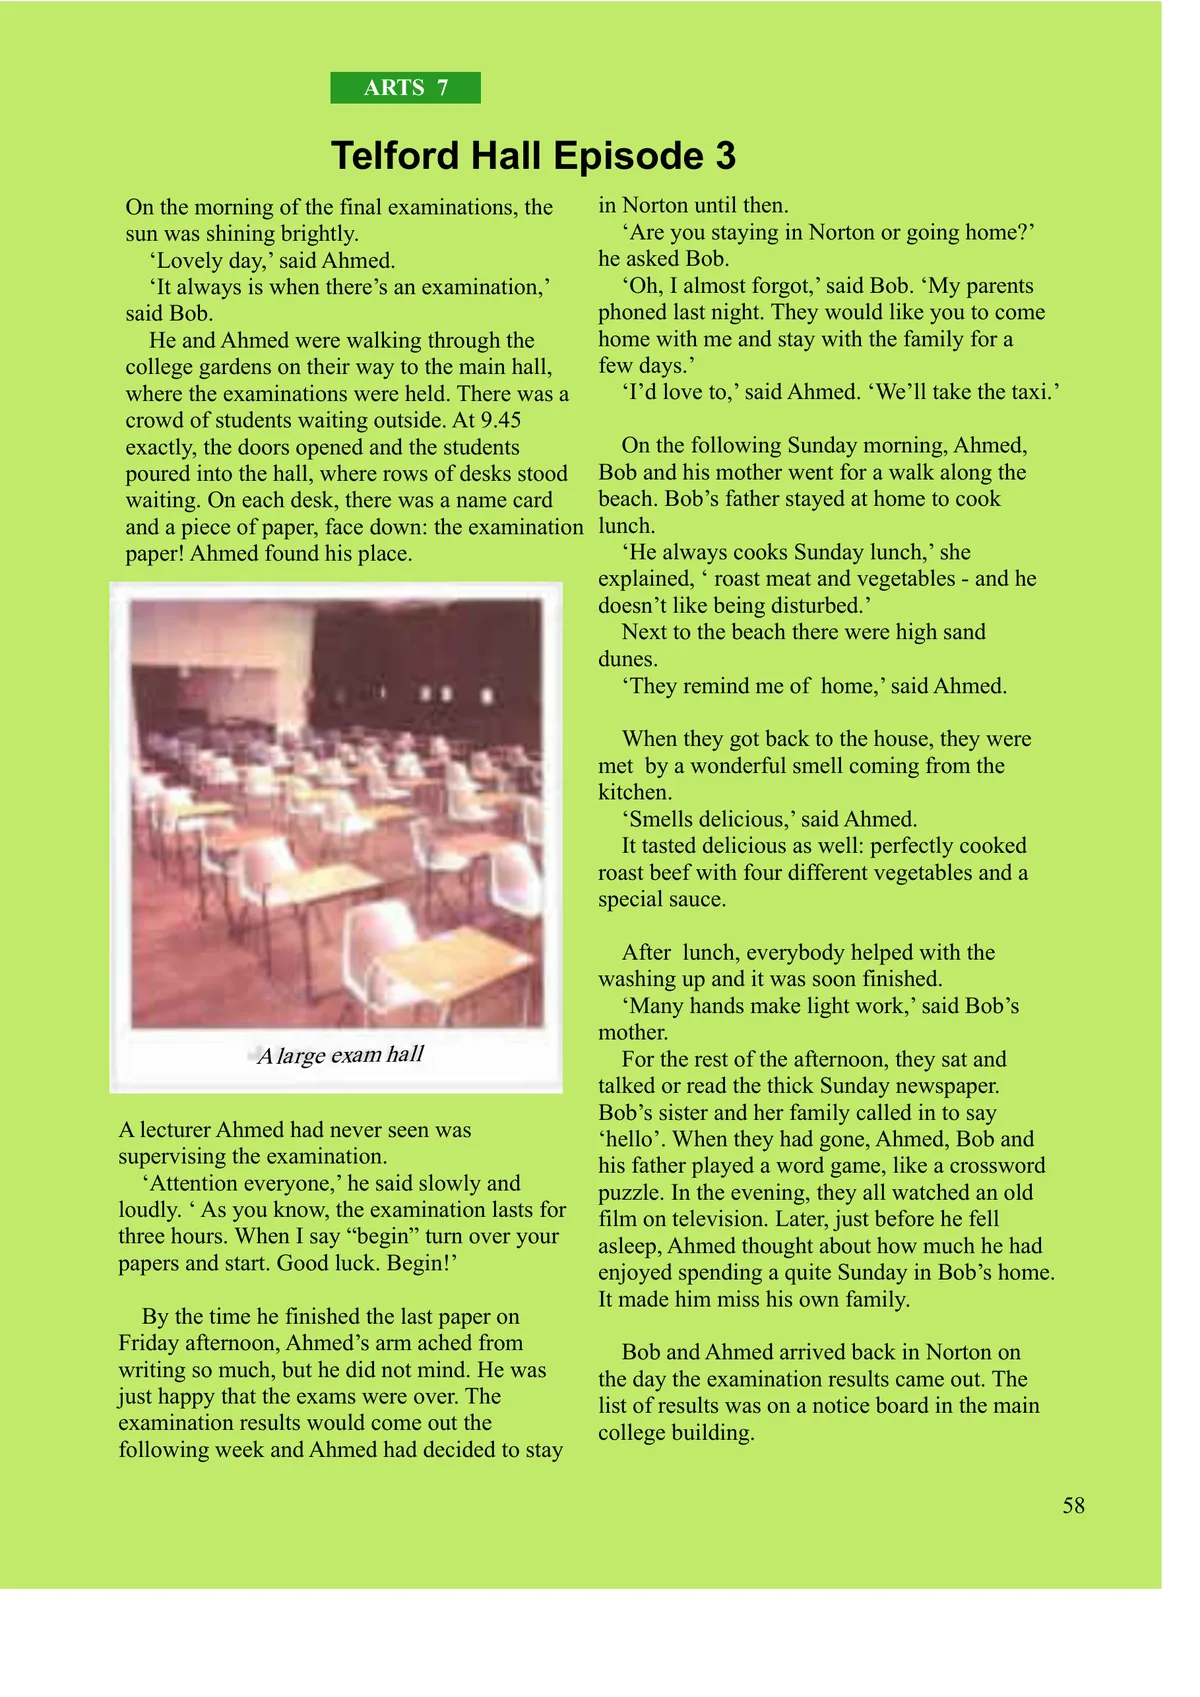 ARTS 7
Telford Hall Episode 3
On the morning of the final examinations, the
sun was shining brightly.
‘Lovely day,’ said Ahmed.
‘It always is when there’s an examination,’
said Bob.
He and Ahmed were walking through the
college gardens on their way to the main hall,
where the examinations were held. There was a
crowd of students waiting outside. At 9.45
exactly, the doors opened and the students
poured into the hall, where rows of desks stood
waiting. On each desk, there was a name card
and a piece of paper, face down: the examination
paper! Ahmed found his place.
A large exam hall
A lecturer Ahmed had never seen was
supervising the examination.
‘Attention everyone,’ he said slowly and
loudly. ‘ As you know, the examination lasts for
three hours. When I say “begin” turn over your
papers and start. Good luck. Begin!’
By the time he finished the last paper on
Friday afternoon, Ahmed’s arm ached from
writing so much, but he did not mind. He was
just happy that the exams were over. The
examination results would come out the
following week and Ahmed had decided to stay
in Norton until then.
‘Are you staying in Norton or going home?’
he asked Bob.
‘Oh, I almost forgot,’ said Bob. ‘My parents
phoned last night. They would like you to come
home with me and stay with the family for a
few days.’
‘I’d love to,’ said Ahmed. ‘We’ll take the taxi.’
On the following Sunday morning, Ahmed,
Bob and his mother went for a walk along the
beach. Bob’s father stayed at home to cook
lunch.
‘He always cooks Sunday lunch,’ she
explained, ‘ roast meat and vegetables - and he
doesn’t like being disturbed.’
Next to the beach there were high sand
dunes.
‘They remind me of  home,’ said Ahmed.
When they got back to the house, they were
met  by a wonderful smell coming from the
kitchen.
‘Smells delicious,’ said Ahmed.
It tasted delicious as well: perfectly cooked
roast beef with four different vegetables and a
special sauce.
After  lunch, everybody helped with the
washing up and it was soon finished.
‘Many hands make light work,’ said Bob’s
mother.
For the rest of the afternoon, they sat and
talked or read the thick Sunday newspaper.
Bob’s sister and her family called in to say
‘hello’. When they had gone, Ahmed, Bob and
his father played a word game, like a crossword
puzzle. In the evening, they all watched an old
film on television. Later, just before he fell
asleep, Ahmed thought about how much he had
enjoyed spending a quite Sunday in Bob’s home.
It made him miss his own family.
Bob and Ahmed arrived back in Norton on
the day the examination results came out. The
list of results was on a notice board in the main
college building.
58